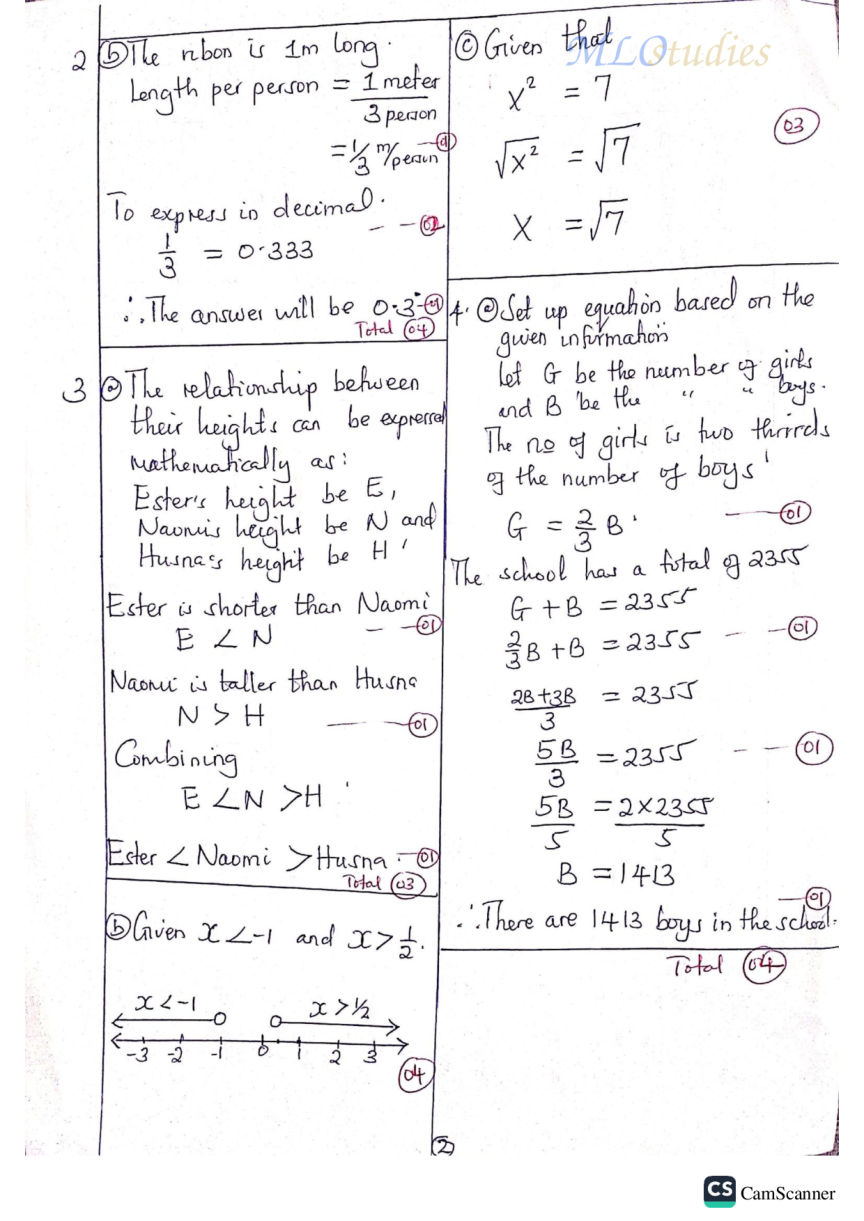 2 (b) The ribon is 1m long.
Length per person = 1 meter
3 person
= 1/3 m/person —01
To express in decimal.
1/3 = 0.333 — —02
∴ The answer will be 0.3̇ —01
Total 04
3 (a) The relationship between
their heights can be expressed
mathematically as:
Ester's height be E,
Naomis height be N and
Husna's height be H'
Ester is shorter than Naomi
E < N — —01
Naomi is taller than Husna
N > H — —01
Combining
E < N > H
Ester < Naomi > Husna. —01
Total 03
(b) Given x < -1 and x > 1/2.
x < -1 x > 1/2
-3 -2 -1 0 1 2 3
04
(c) Given that
MLOstudies
x² = 7
03
√x² = √7
x = √7
4. (a) Set up equation based on the
given infirmation
Let G be the number of girls
and B be the " " boys.
The no of girls is two thrirds
of the number of boys'
G = 2/3 B' —01
The school has a total of 2355
G + B = 2355
2/3 B + B = 2355 — —01
2B+3B/3 = 2355
5B/3 = 2355 — —01
5B/5 = 2×2355/5
B = 1413
—01
∴ There are 1413 boys in the school.
Total 04
(2)
CS CamScanner